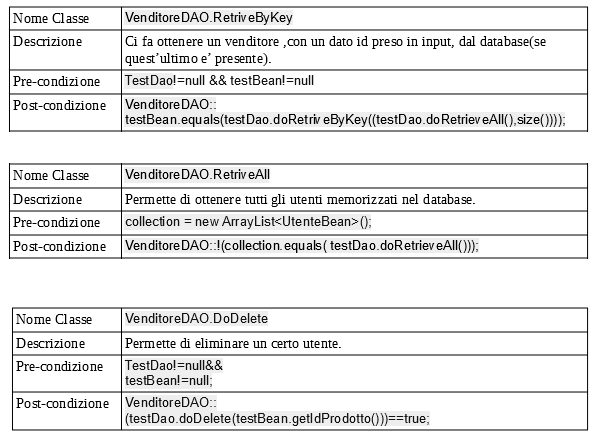 Nome Classe VenditoreDAO.RetriveByKey
Descrizione Ci fa ottenere un venditore ,con un dato id preso in input, dal database(se
quest’ultimo e’ presente).
Pre-condizione TestDao!=null && testBean!=null
Post-condizione VenditoreDAO::
testBean.equals(testDao.doRetriveByKey((testDao.doRetrieveAll(),size())));
Nome Classe VenditoreDAO.RetriveAll
Descrizione Permette di ottenere tutti gli utenti memorizzati nel database.
Pre-condizione collection = new ArrayList<UtenteBean>();
Post-condizione VenditoreDAO::!(collection.equals( testDao.doRetrieveAll()));
Nome Classe VenditoreDAO.DoDelete
Descrizione Permette di eliminare un certo utente.
Pre-condizione TestDao!=null&&
testBean!=null;
Post-condizione VenditoreDAO::
(testDao.doDelete(testBean.getIdProdotto()))==true;